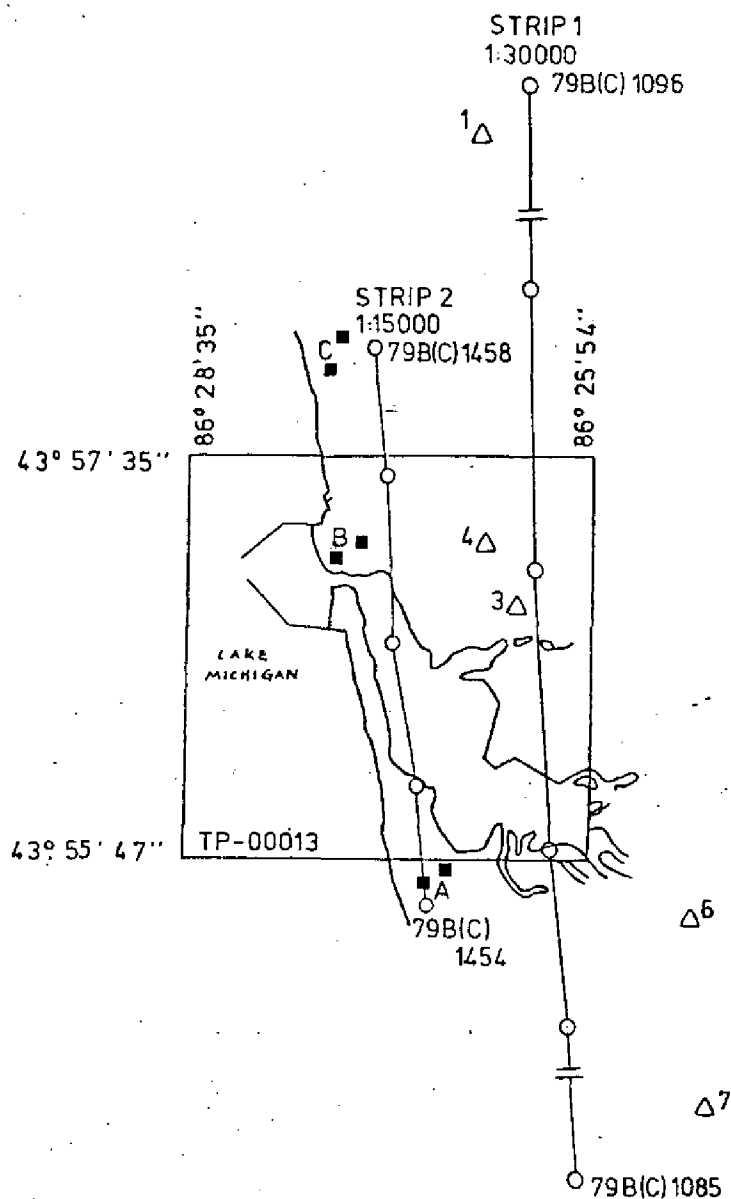 STRIP 1
1:30000
79B(C) 1096
1
STRIP 2
1:15000
79B(C) 1458
C
86° 28' 35"
86° 25' 54"
43° 57' 35"
B
4
3
LAKE
MICHIGAN
43° 55' 47"
TP-00013
A
79B(C)
1454
6
7
79B(C) 1085